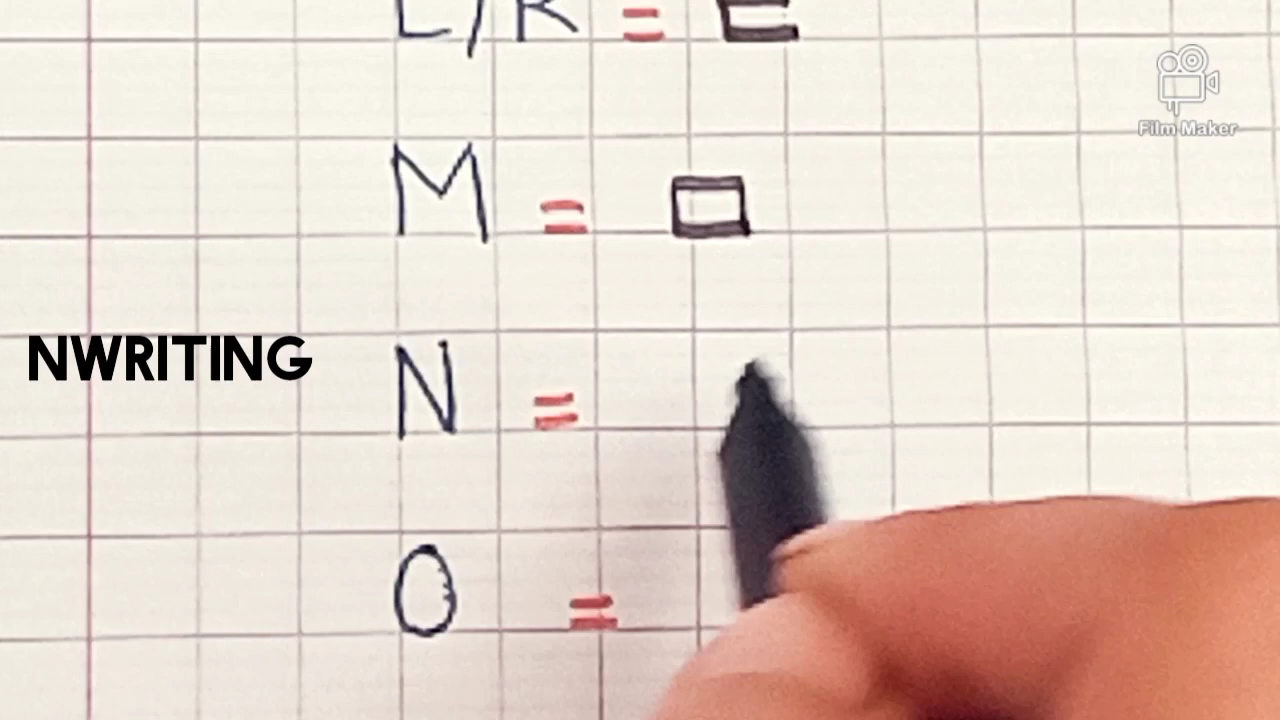 L/R = ㄹ
Film Maker
M = ㅁ
NWRITING
N =
O =